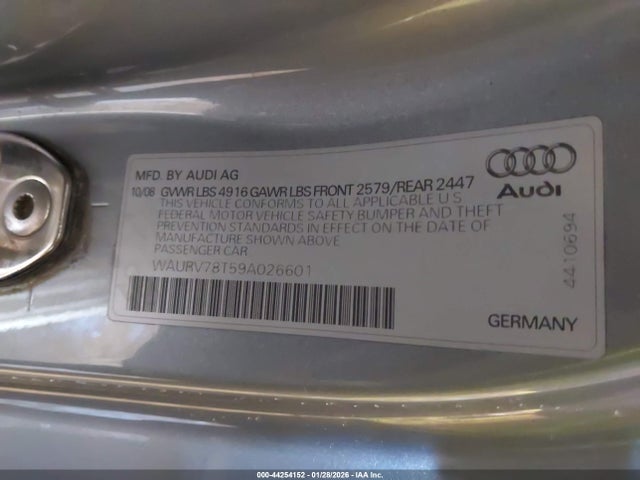 MFD. BY AUDI AG
10/08 GVWR LBS 4916 GAWR LBS FRONT 2579/REAR 2447
THIS VEHICLE CONFORMS TO ALL APPLICABLE U S
FEDERAL MOTOR VEHICLE SAFETY BUMPER AND THEFT
PREVENTION STANDARDS IN EFFECT ON THE DATE OF
MANUFACTURE SHOWN ABOVE
PASSENGER CAR
WAURV78T59A026601
Audi
4410694
GERMANY
000-44254152 - 01/28/2026 - © IAA Inc.